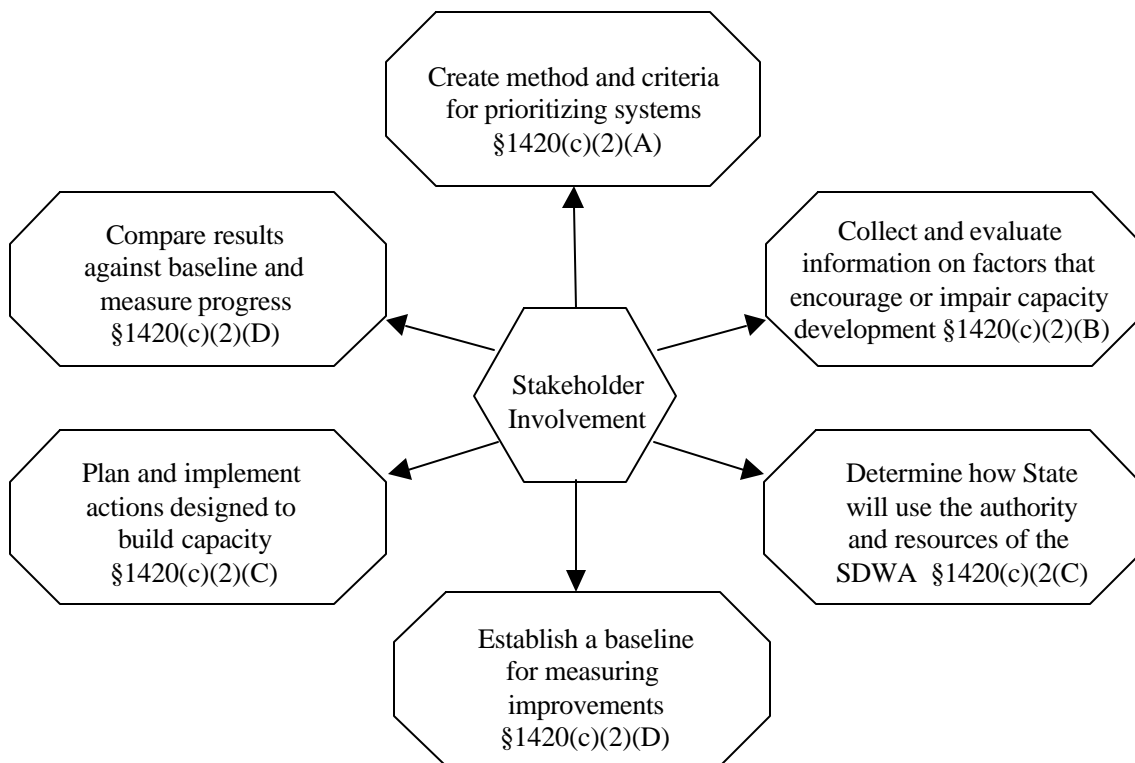 Create method and criteria
for prioritizing systems
§1420(c)(2)(A)
Compare results
against baseline and
measure progress
§1420(c)(2)(D)
Collect and evaluate
information on factors that
encourage or impair capacity
development §1420(c)(2)(B)
Stakeholder
Involvement
Plan and implement
actions designed to
build capacity
§1420(c)(2)(C)
Determine how State
will use the authority
and resources of the
SDWA §1420(c)(2(C)
Establish a baseline
for measuring
improvements
§1420(c)(2)(D)